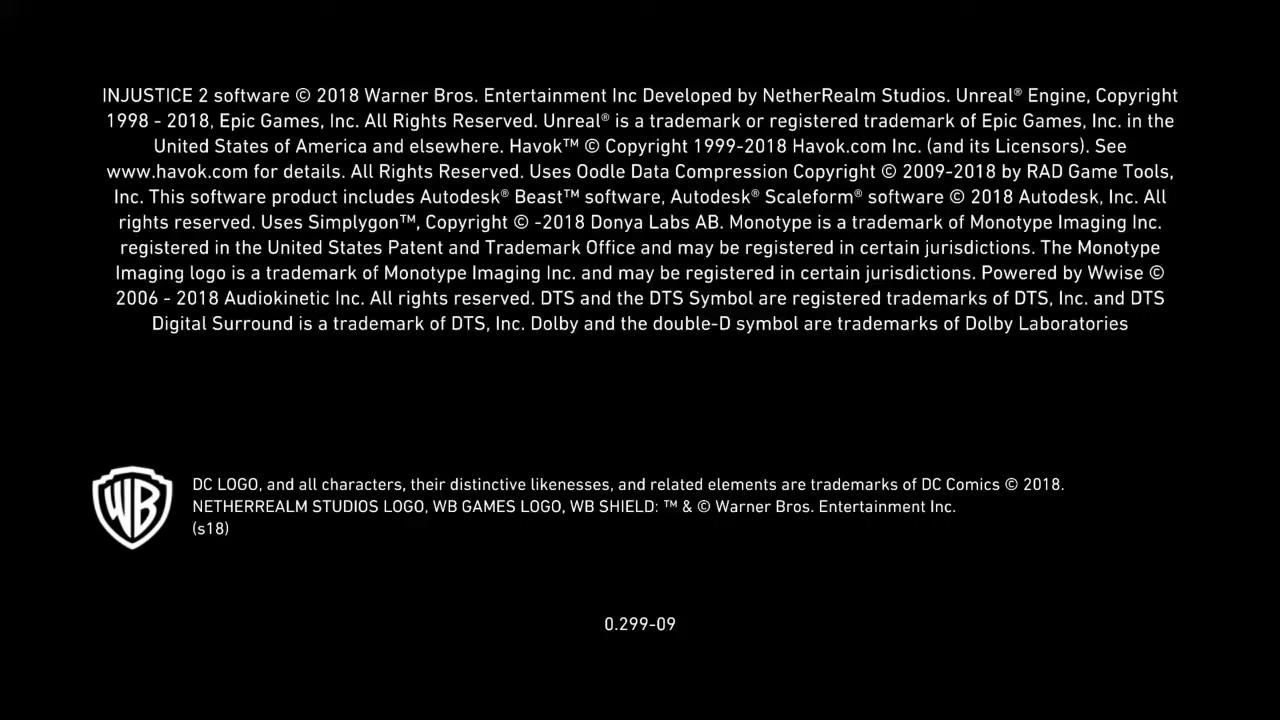 INJUSTICE 2 software © 2018 Warner Bros. Entertainment Inc Developed by NetherRealm Studios. Unreal® Engine, Copyright
1998 - 2018, Epic Games, Inc. All Rights Reserved. Unreal® is a trademark or registered trademark of Epic Games, Inc. in the
United States of America and elsewhere. Havok™ © Copyright 1999-2018 Havok.com Inc. (and its Licensors). See
www.havok.com for details. All Rights Reserved. Uses Oodle Data Compression Copyright © 2009-2018 by RAD Game Tools,
Inc. This software product includes Autodesk® Beast™ software, Autodesk® Scaleform® software © 2018 Autodesk, Inc. All
rights reserved. Uses Simplygon™, Copyright © -2018 Donya Labs AB. Monotype is a trademark of Monotype Imaging Inc.
registered in the United States Patent and Trademark Office and may be registered in certain jurisdictions. The Monotype
Imaging logo is a trademark of Monotype Imaging Inc. and may be registered in certain jurisdictions. Powered by Wwise ©
2006 - 2018 Audiokinetic Inc. All rights reserved. DTS and the DTS Symbol are registered trademarks of DTS, Inc. and DTS
Digital Surround is a trademark of DTS, Inc. Dolby and the double-D symbol are trademarks of Dolby Laboratories
WB
DC LOGO, and all characters, their distinctive likenesses, and related elements are trademarks of DC Comics © 2018.
NETHERREALM STUDIOS LOGO, WB GAMES LOGO, WB SHIELD: ™ & © Warner Bros. Entertainment Inc.
(s18)
0.299-09